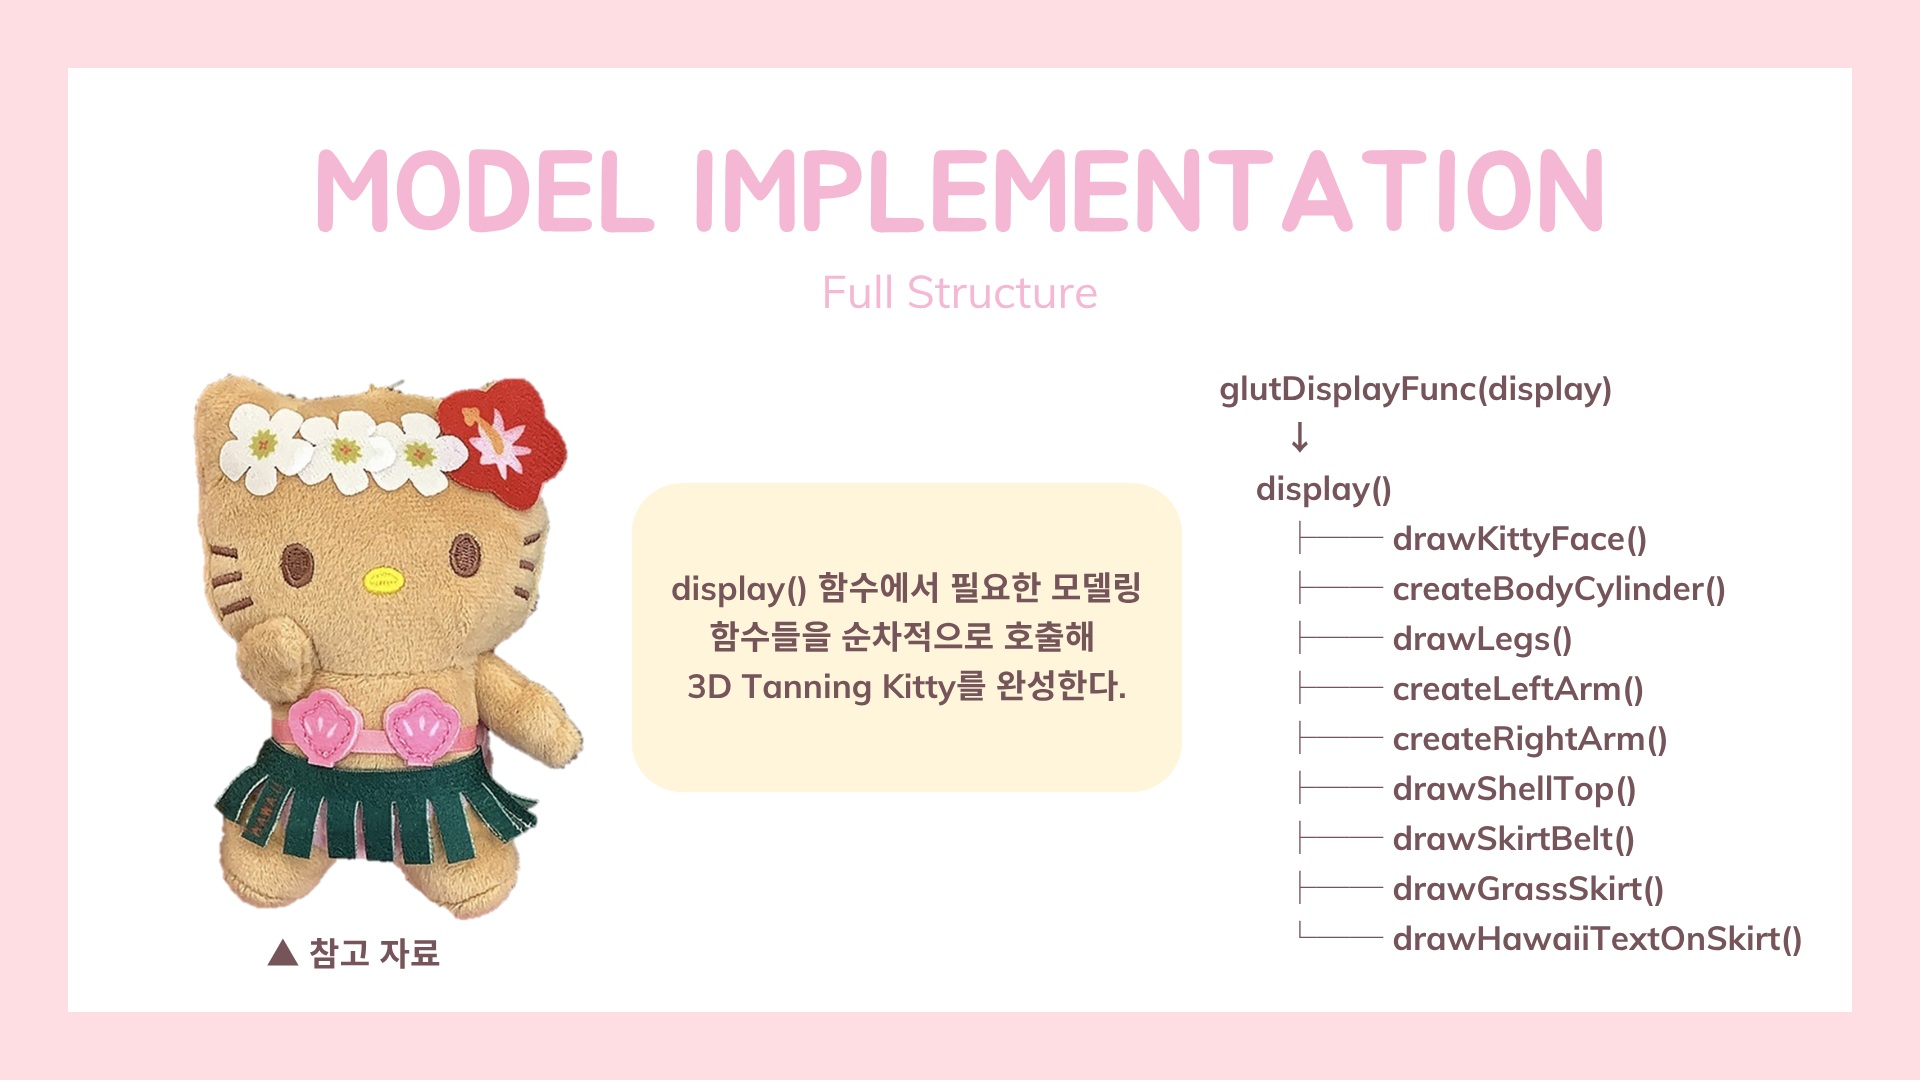 MODEL IMPLEMENTATION
Full Structure
display() 함수에서 필요한 모델링
함수들을 순차적으로 호출해
3D Tanning Kitty를 완성한다.
glutDisplayFunc(display)
↓
display()
├── drawKittyFace()
├── createBodyCylinder()
├── drawLegs()
├── createLeftArm()
├── createRightArm()
├── drawShellTop()
├── drawSkirtBelt()
├── drawGrassSkirt()
└── drawHawaiiTextOnSkirt()
HAWAII
▲ 참고 자료